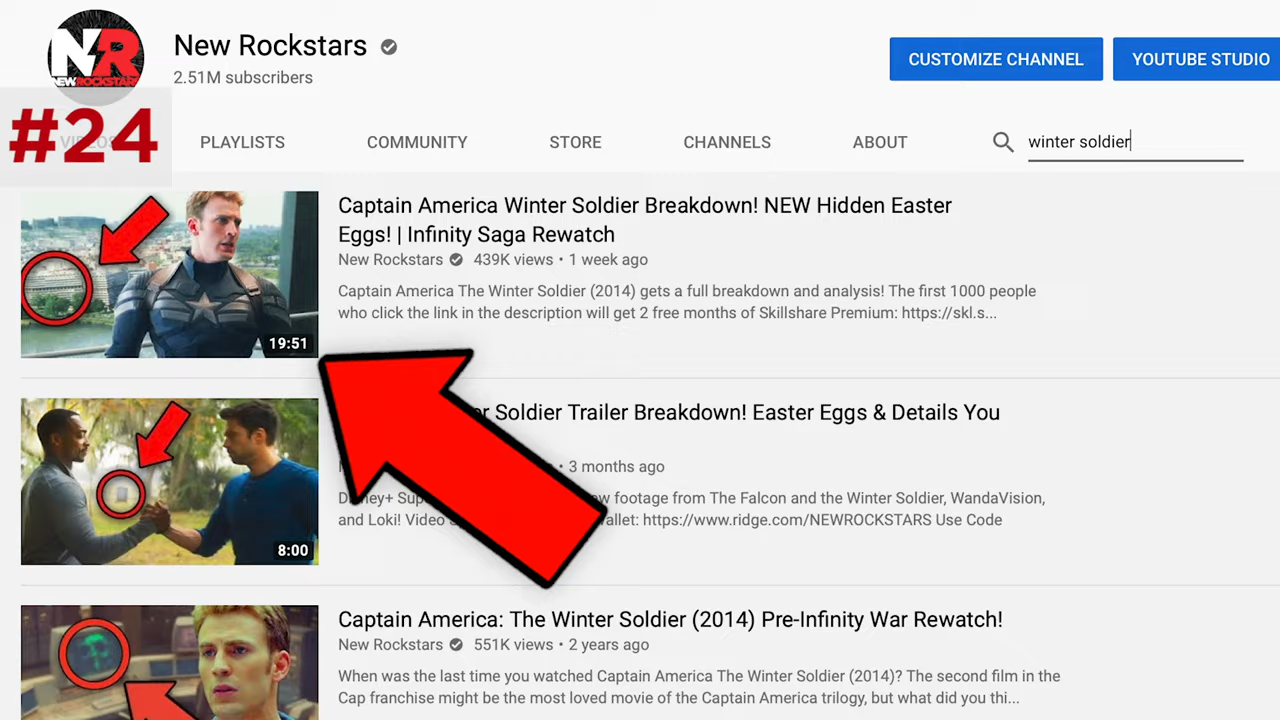 NR
NEWROCKSTARS
New Rockstars
2.51M subscribers
CUSTOMIZE CHANNEL
YOUTUBE STUDIO
#24
VIDEOS
PLAYLISTS
COMMUNITY
STORE
CHANNELS
ABOUT
winter soldier
19:51
Captain America Winter Soldier Breakdown! NEW Hidden Easter
Eggs! | Infinity Saga Rewatch
New Rockstars 439K views • 1 week ago
Captain America The Winter Soldier (2014) gets a full breakdown and analysis! The first 1000 people
who click the link in the description will get 2 free months of Skillshare Premium: https://skl.s...
8:00
Soldier Trailer Breakdown! Easter Eggs & Details You
• 3 months ago
footage from The Falcon and the Winter Soldier, WandaVision,
and Loki! Video https://www.ridge.com/NEWROCKSTARS Use Code
Captain America: The Winter Soldier (2014) Pre-Infinity War Rewatch!
New Rockstars 551K views • 2 years ago
When was the last time you watched Captain America The Winter Soldier (2014)? The second film in the
Cap franchise might be the most loved movie of the Captain America trilogy, but what did you thi...